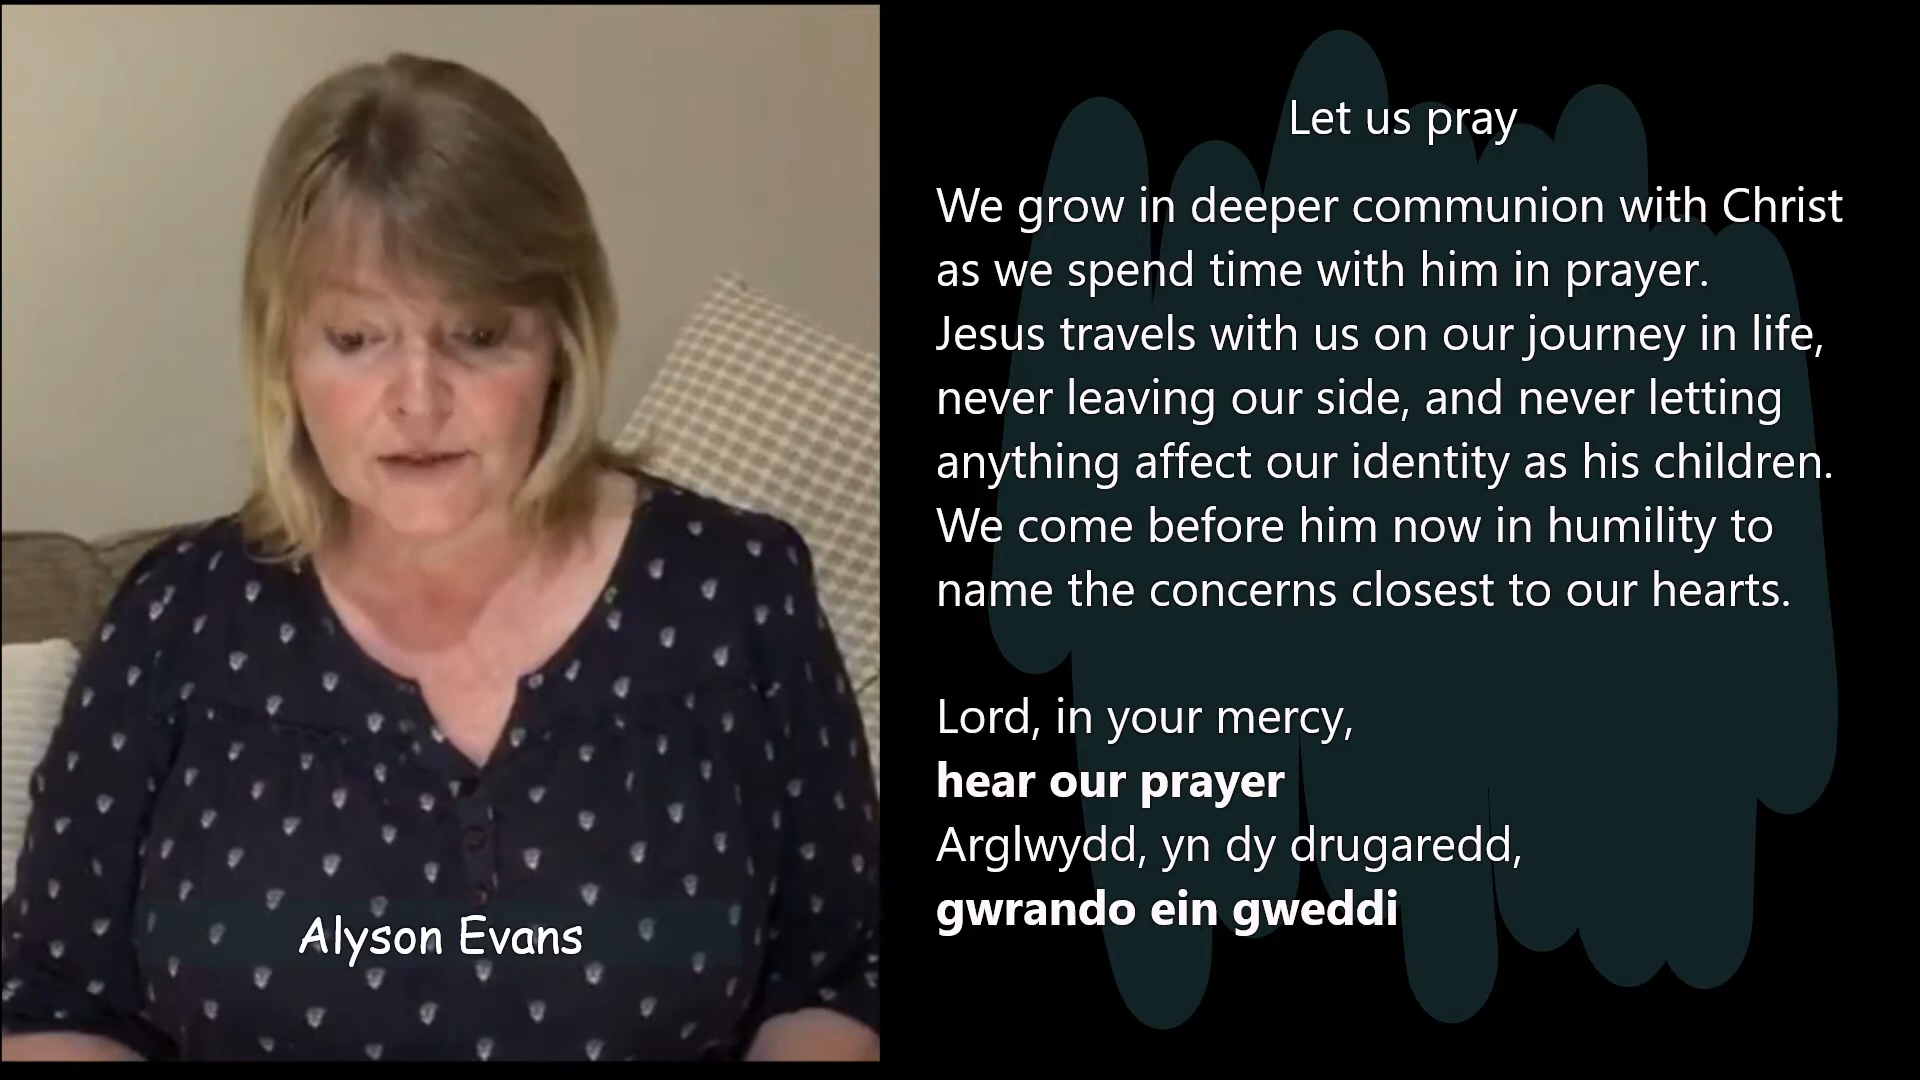 Let us pray
We grow in deeper communion with Christ
as we spend time with him in prayer.
Jesus travels with us on our journey in life,
never leaving our side, and never letting
anything affect our identity as his children.
We come before him now in humility to
name the concerns closest to our hearts.
Lord, in your mercy,
hear our prayer
Arglwydd, yn dy drugaredd,
gwrando ein gweddi
Alyson Evans